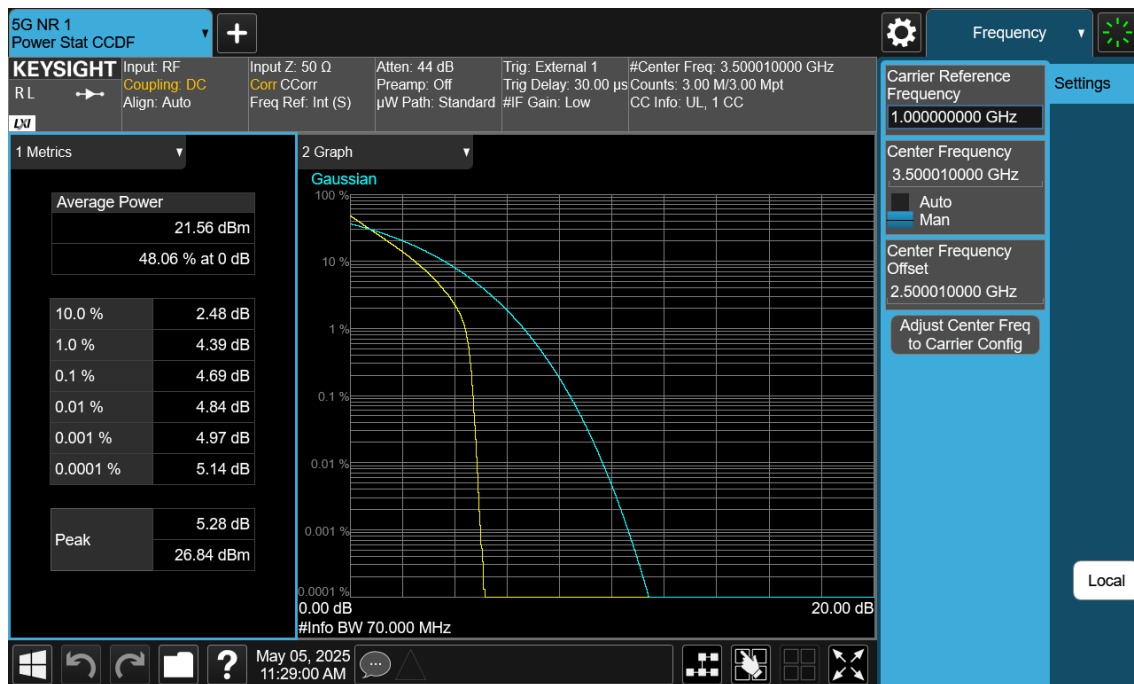 5G NR 1
Power Stat CCDF
Frequency
KEYSIGHT
R L
LXI
Input: RF
Coupling: DC
Align: Auto
Input Z: 50 Ω
Corr CCorr
Freq Ref: Int (S)
Atten: 44 dB
Preamp: Off
µW Path: Standard
Trig: External 1
Trig Delay: 30.00 µs
#IF Gain: Low
#Center Freq: 3.500010000 GHz
Counts: 3.00 M/3.00 Mpt
CC Info: UL, 1 CC
1 Metrics
Average Power
21.56 dBm
48.06 % at 0 dB
10.0 % 2.48 dB
1.0 % 4.39 dB
0.1 % 4.69 dB
0.01 % 4.84 dB
0.001 % 4.97 dB
0.0001 % 5.14 dB
Peak
5.28 dB
26.84 dBm
2 Graph
Gaussian
100 %
10 %
1 %
0.1 %
0.01 %
0.001 %
0.0001 %
0.00 dB 20.00 dB
#Info BW 70.000 MHz
Carrier Reference
Frequency
1.000000000 GHz
Center Frequency
3.500010000 GHz
Auto
Man
Center Frequency
Offset
2.500010000 GHz
Adjust Center Freq
to Carrier Config
Settings
Local
?
May 05, 2025
11:29:00 AM